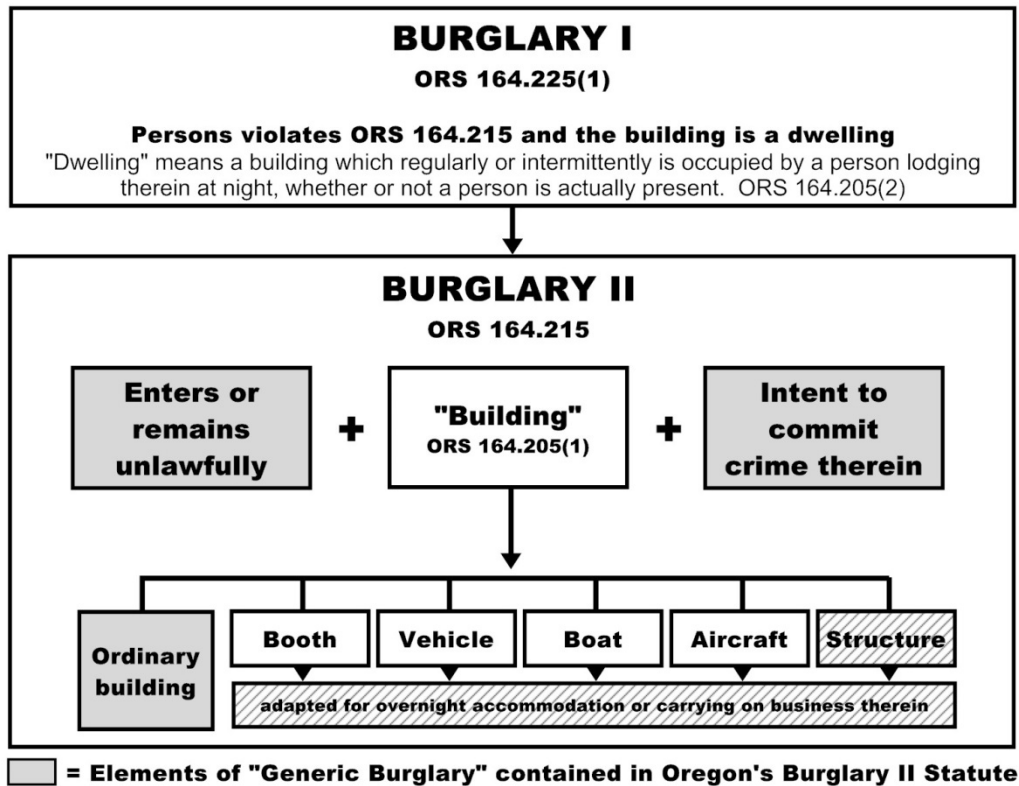 BURGLARY I
ORS 164.225(1)
Persons violates ORS 164.215 and the building is a dwelling
"Dwelling" means a building which regularly or intermittently is occupied by a person lodging
therein at night, whether or not a person is actually present. ORS 164.205(2)
BURGLARY II
ORS 164.215
Enters or
remains
unlawfully
+
"Building"
ORS 164.205(1)
+
Intent to
commit
crime therein
Ordinary
building
Booth
Vehicle
Boat
Aircraft
Structure
adapted for overnight accommodation or carrying on business therein
= Elements of "Generic Burglary" contained in Oregon's Burglary II Statute